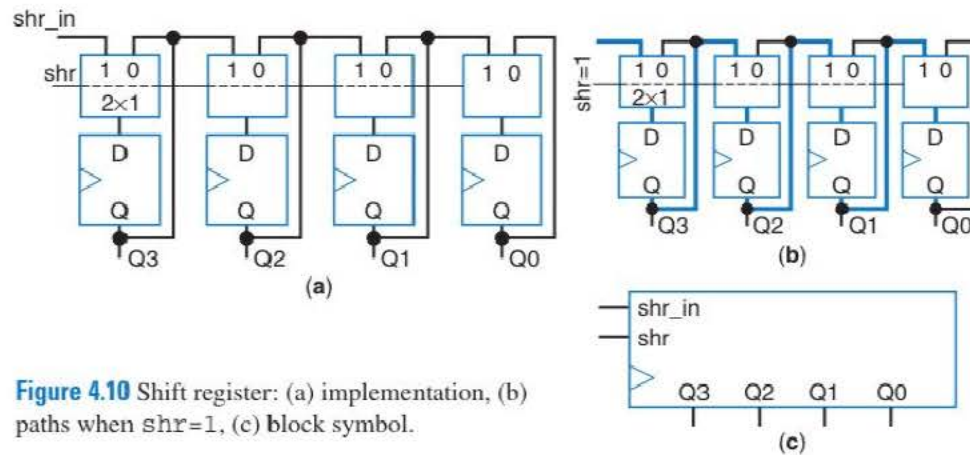 shr_in
shr
1 0
1 0
1 0
1 0
2×1
D
D
D
D
Q
Q
Q
Q
Q3
Q2
Q1
Q0
(a)
shr=1
1 0
1 0
1 0
1 0
2×1
D
D
D
D
Q
Q
Q
Q
Q3
Q2
Q1
Q0
(b)
shr_in
shr
Q3 Q2 Q1 Q0
(c)
Figure 4.10 Shift register: (a) implementation, (b)
paths when shr=1, (c) block symbol.